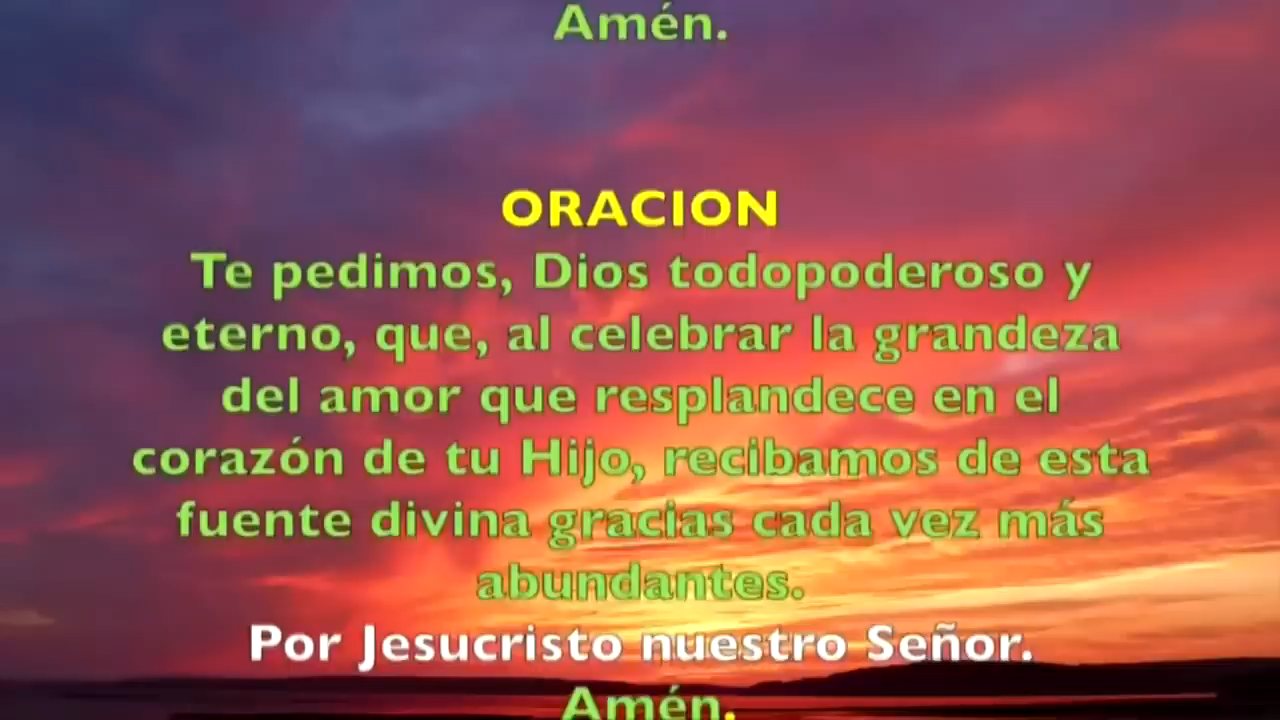 Amén.
ORACION
Te pedimos, Dios todopoderoso y
eterno, que, al celebrar la grandeza
del amor que resplandece en el
corazón de tu Hijo, recibamos de esta
fuente divina gracias cada vez más
abundantes.
Por Jesucristo nuestro Señor.
Amén.